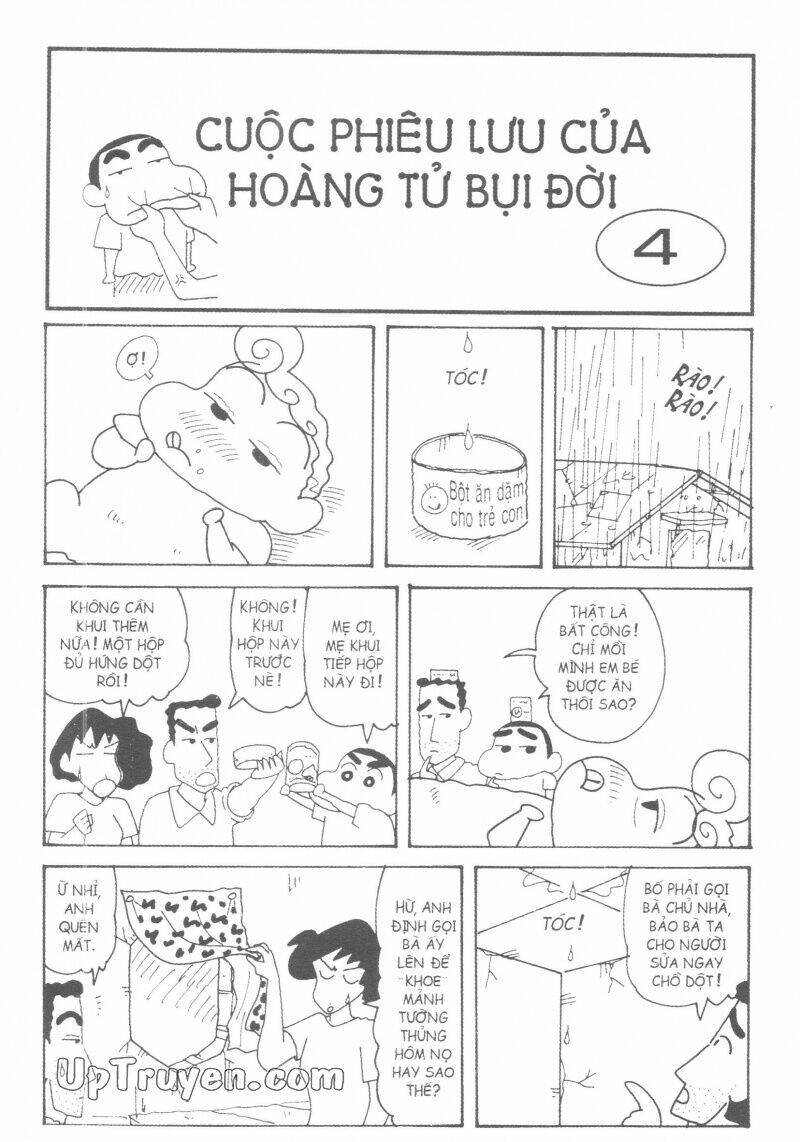 CUỘC PHIÊU LƯU CỦA
HOÀNG TỬ BỤI ĐỜI
4
RÀO!
RÀO!
TÓC!
Bột ăn dặm
cho trẻ con
Ợ!
THẬT LÀ
BẤT CÔNG!
CHỈ MỖI
MÌNH EM BÉ
ĐƯỢC ĂN
THÔI SAO?
MẸ ƠI,
MẸ KHUI
TIẾP HỘP
NÀY ĐI!
KHÔNG!
KHUI
HỘP NÀY
TRƯỚC
NÈ!
KHÔNG CẦN
KHUI THÊM
NỮA! MỘT HỘP
ĐỦ HỨNG DỘT
RỒI!
BỐ PHẢI GỌI
BÀ CHỦ NHÀ,
BẢO BÀ TA
CHO NGƯỜI
SỬA NGAY
CHỖ DỘT!
TÓC!
HỪ, ANH
ĐỊNH GỌI
BÀ ẤY
LÊN ĐỂ
KHOE
MẢNH
TƯỜNG
THỦNG
HÔM NỌ
HAY SAO
THẾ?
Ừ NHỈ,
ANH
QUÊN
MẤT.
UpTruyen.com